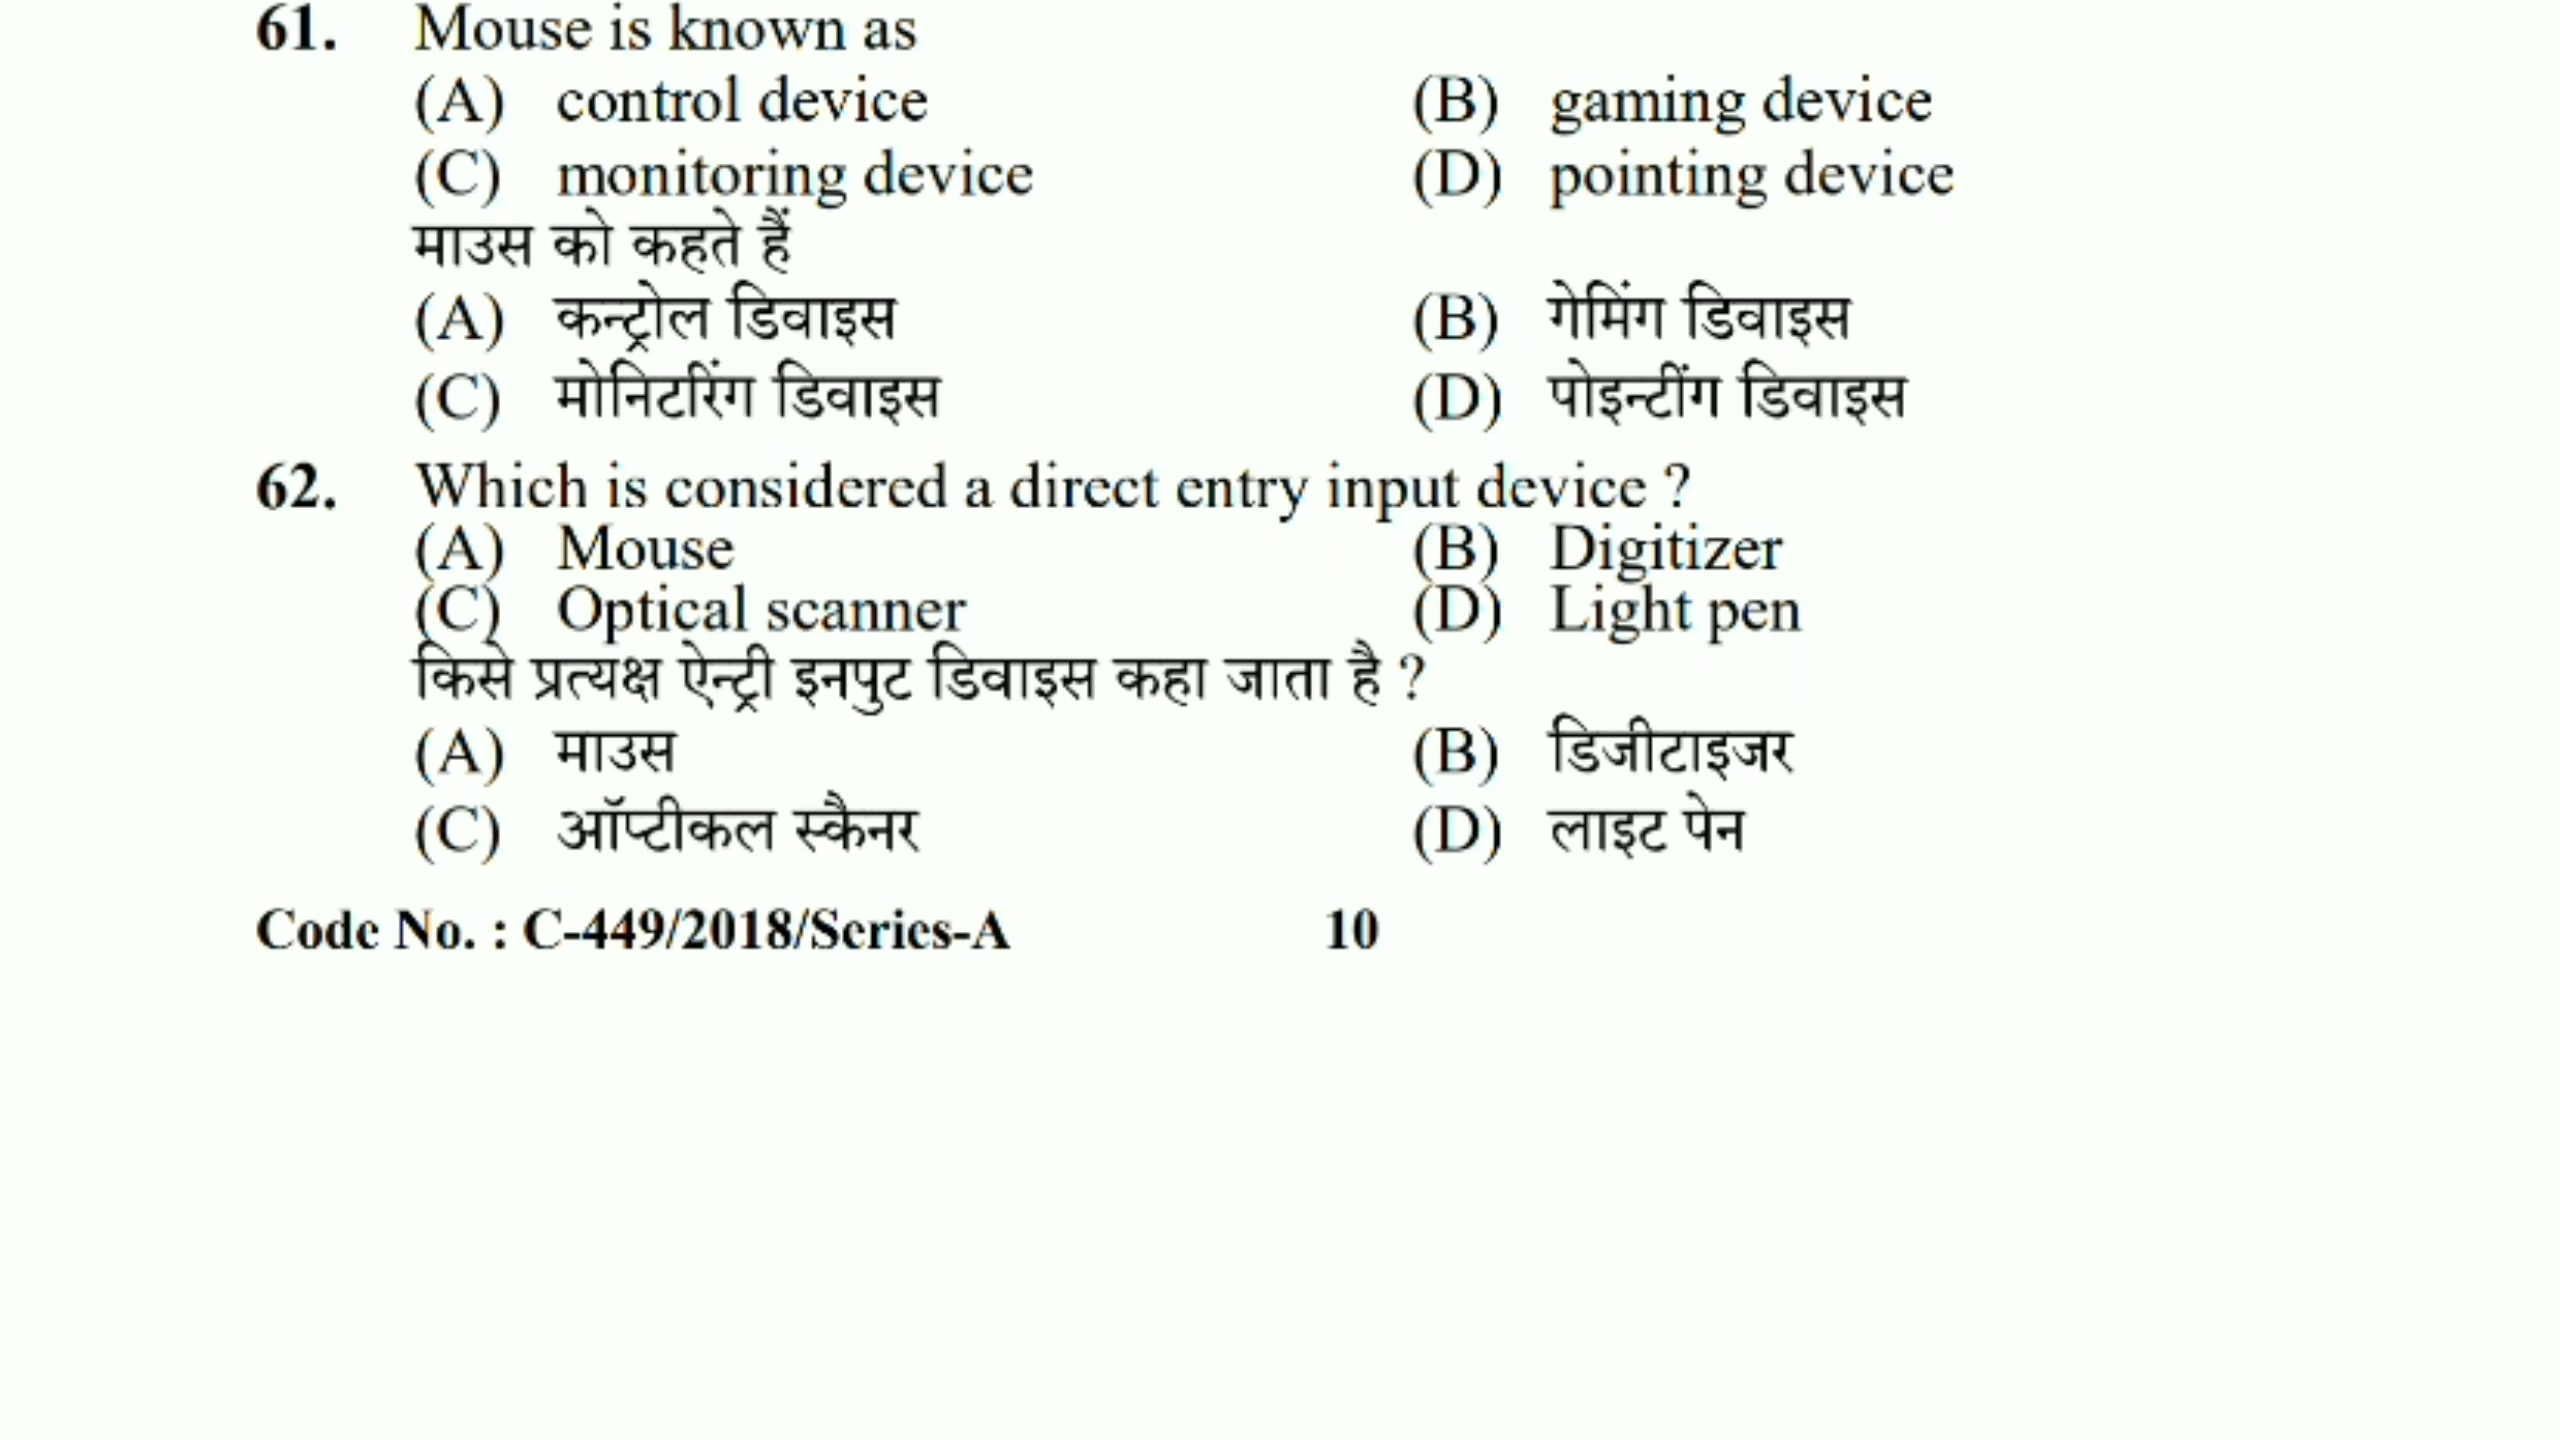 61. Mouse is known as
(A) control device (B) gaming device
(C) monitoring device (D) pointing device
माउस को कहते हैं
(A) कन्ट्रोल डिवाइस (B) गेमिंग डिवाइस
(C) मोनिटरिंग डिवाइस (D) पोइन्टींग डिवाइस
62. Which is considered a direct entry input device ?
(A) Mouse (B) Digitizer
(C) Optical scanner (D) Light pen
किसे प्रत्यक्ष ऐन्ट्री इनपुट डिवाइस कहा जाता है ?
(A) माउस (B) डिजीटाइजर
(C) ऑप्टीकल स्कैनर (D) लाइट पेन
Code No. : C-449/2018/Series-A 10